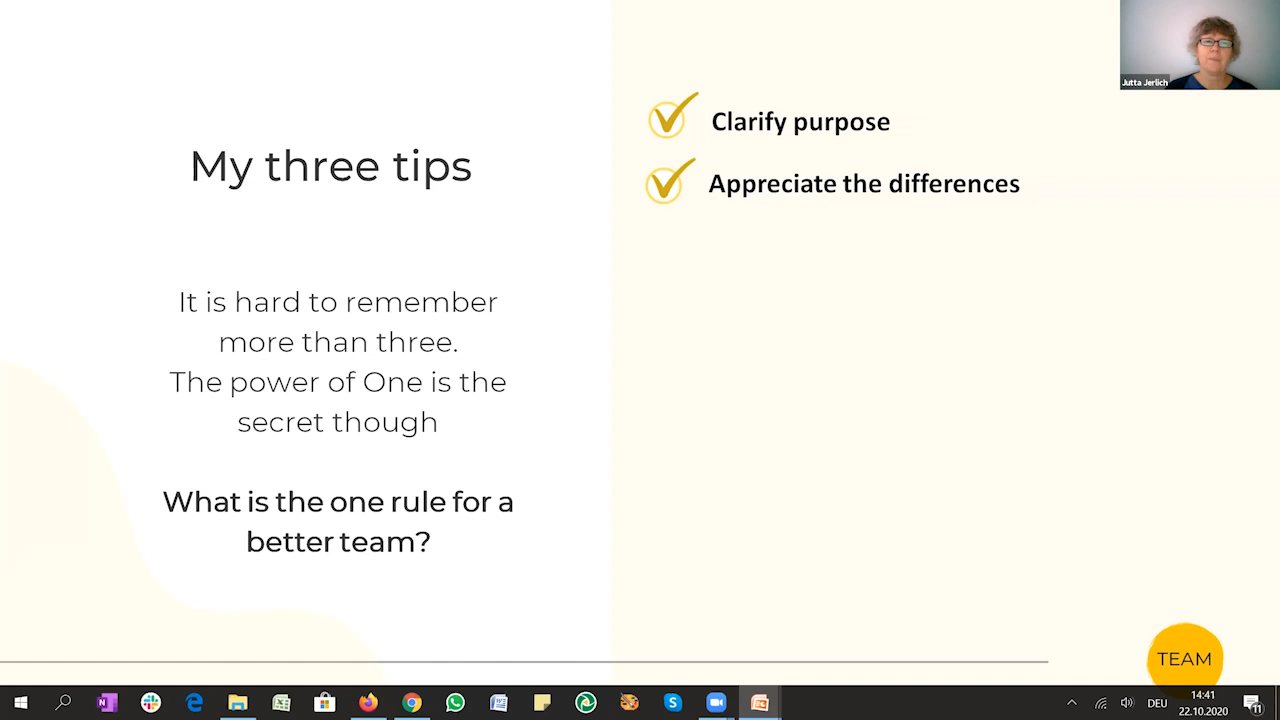 Jutta Jerlich
My three tips
It is hard to remember
more than three.
The power of One is the
secret though
What is the one rule for a
better team?
Clarify purpose
Appreciate the differences
TEAM
DEU
14:41
22.10.2020
11